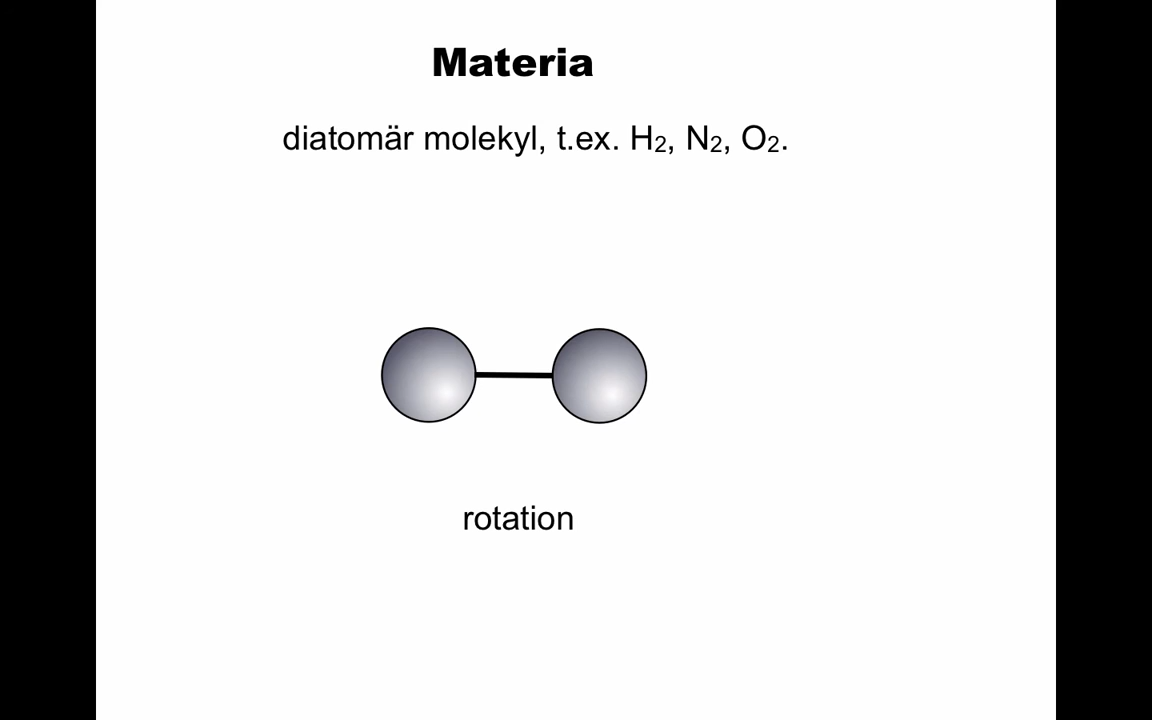 Materia
diatomär molekyl, t.ex. H₂, N₂, O₂.
rotation